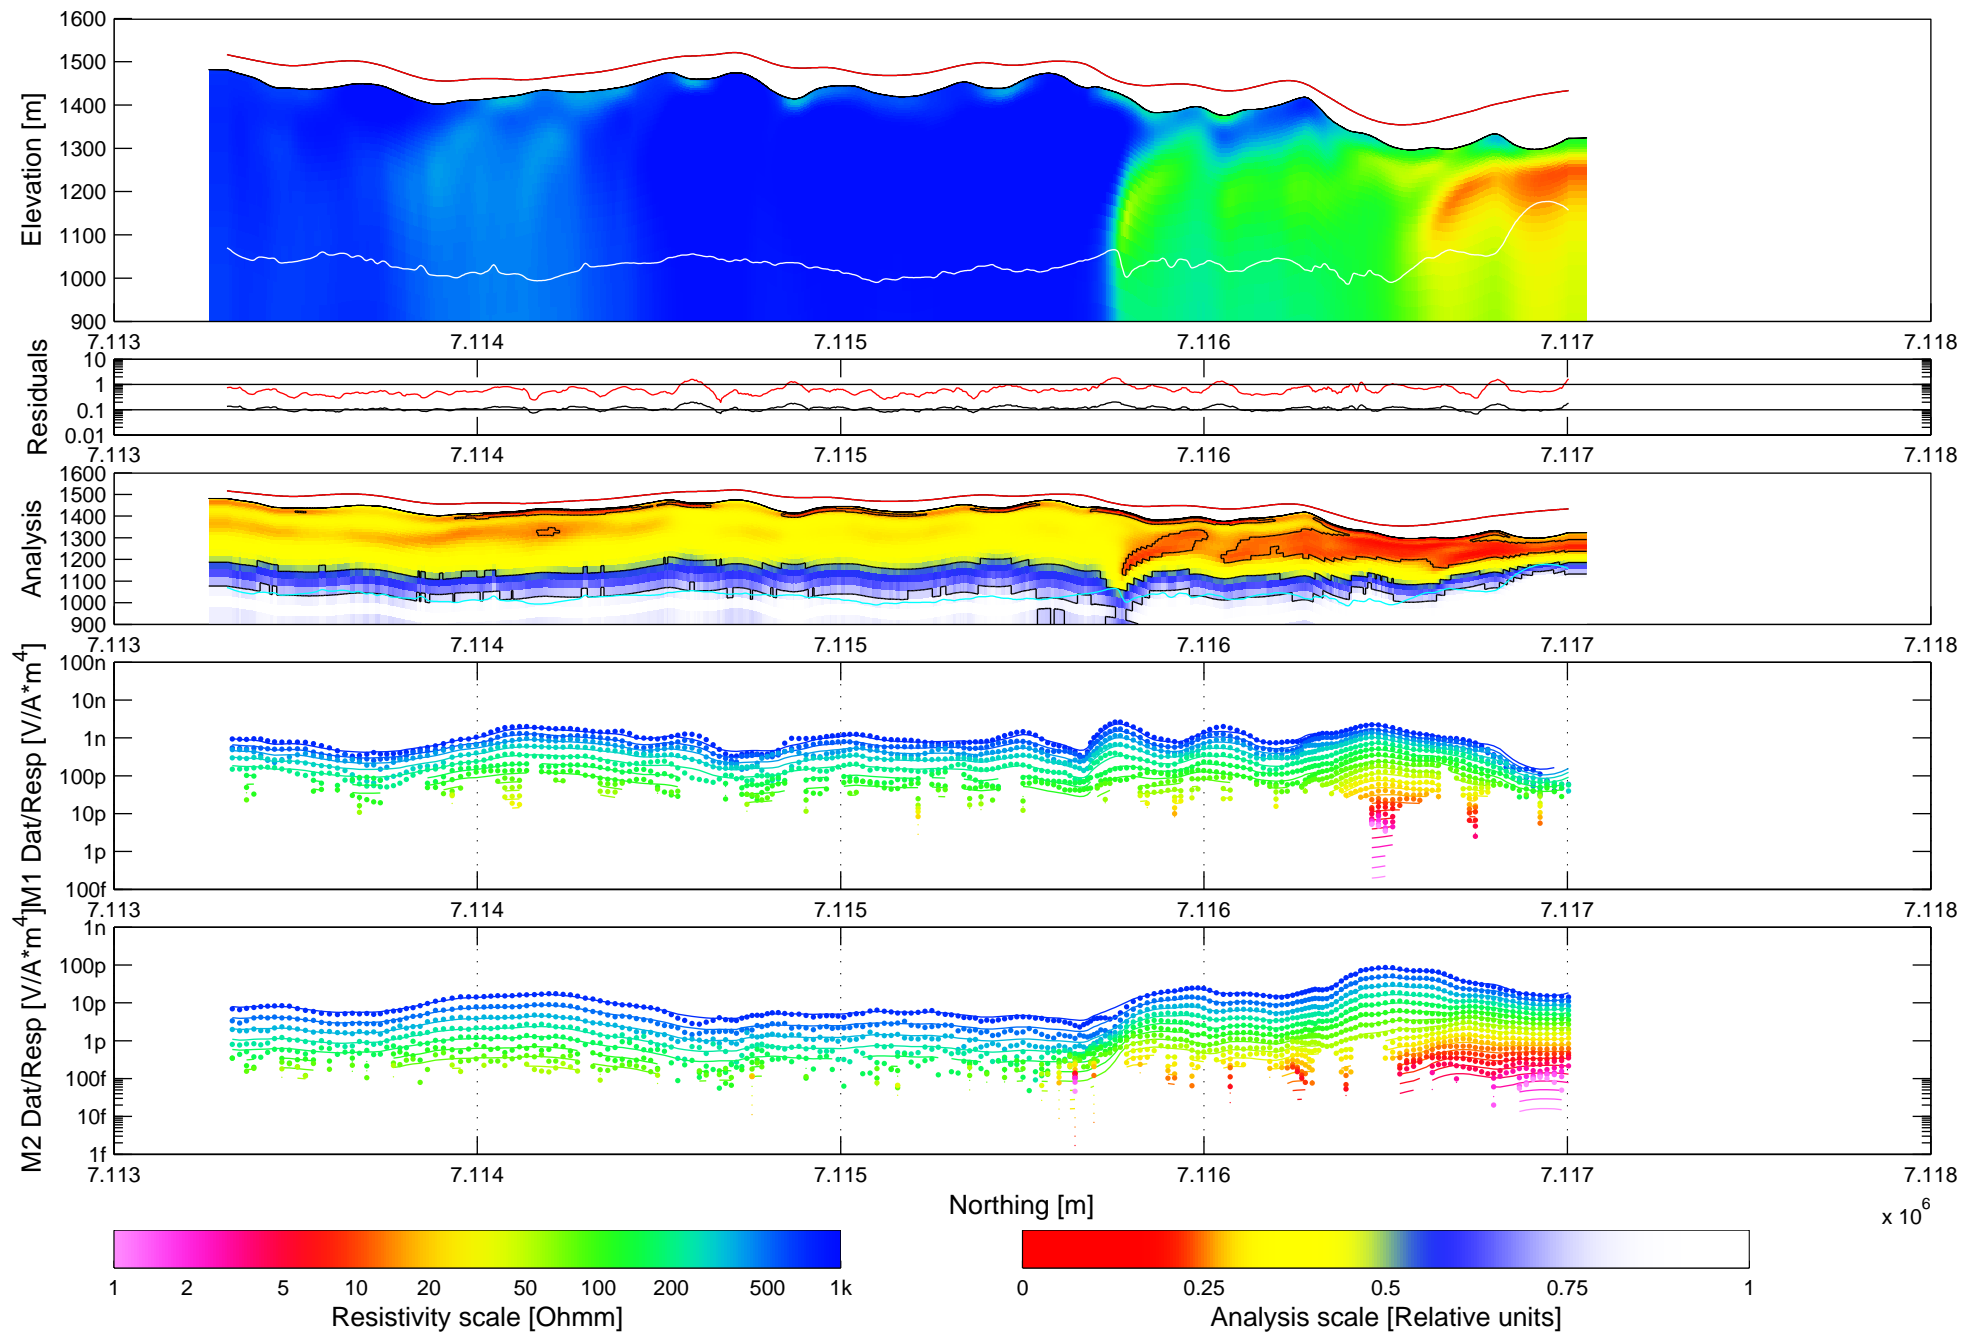 1600
1500
1400
1300
1200
1100
1000
900
Elevation [m]
7.113 7.114 7.115 7.116 7.117 7.118
10
1
0.1
0.01
Residuals
7.113 7.114 7.115 7.116 7.117 7.118
1600
1500
1400
1300
1200
1100
1000
900
Analysis
7.113 7.114 7.115 7.116 7.117 7.118
100n
10n
1n
100p
10p
1p
100f
M1 Dat/Resp [V/A*m^4]
7.113 7.114 7.115 7.116 7.117 7.118
1n
100p
10p
1p
100f
10f
1f
M2 Dat/Resp [V/A*m^4]
7.113 7.114 7.115 7.116 7.117 7.118
Northing [m]
x 10^6
1 2 5 10 20 50 100 200 500 1k
Resistivity scale [Ohmm]
0 0.25 0.5 0.75 1
Analysis scale [Relative units]